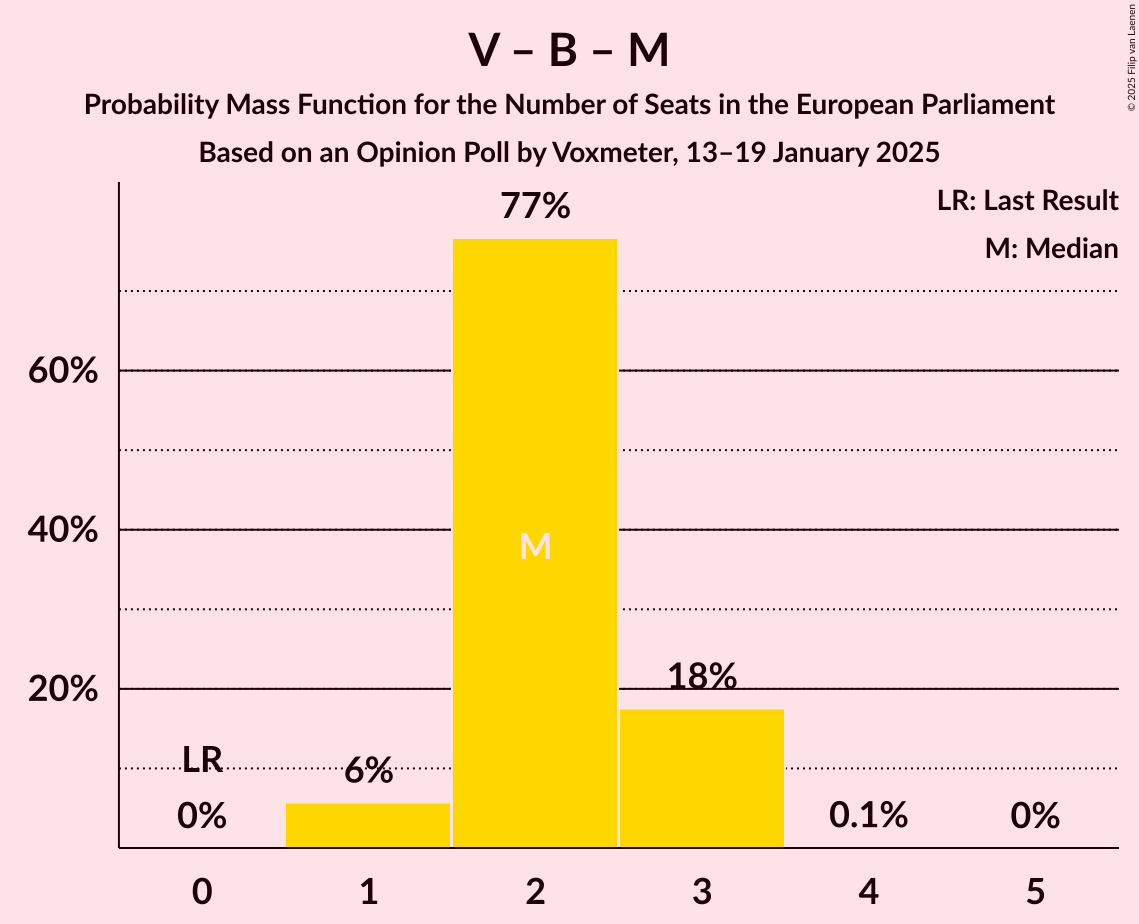 V – B – M
Probability Mass Function for the Number of Seats in the European Parliament
Based on an Opinion Poll by Voxmeter, 13–19 January 2025
© 2025 Filip van Laenen
LR: Last Result
M: Median
77%
60%
40%
M
20%
18%
LR
6%
0%
0.1%
0%
0 1 2 3 4 5